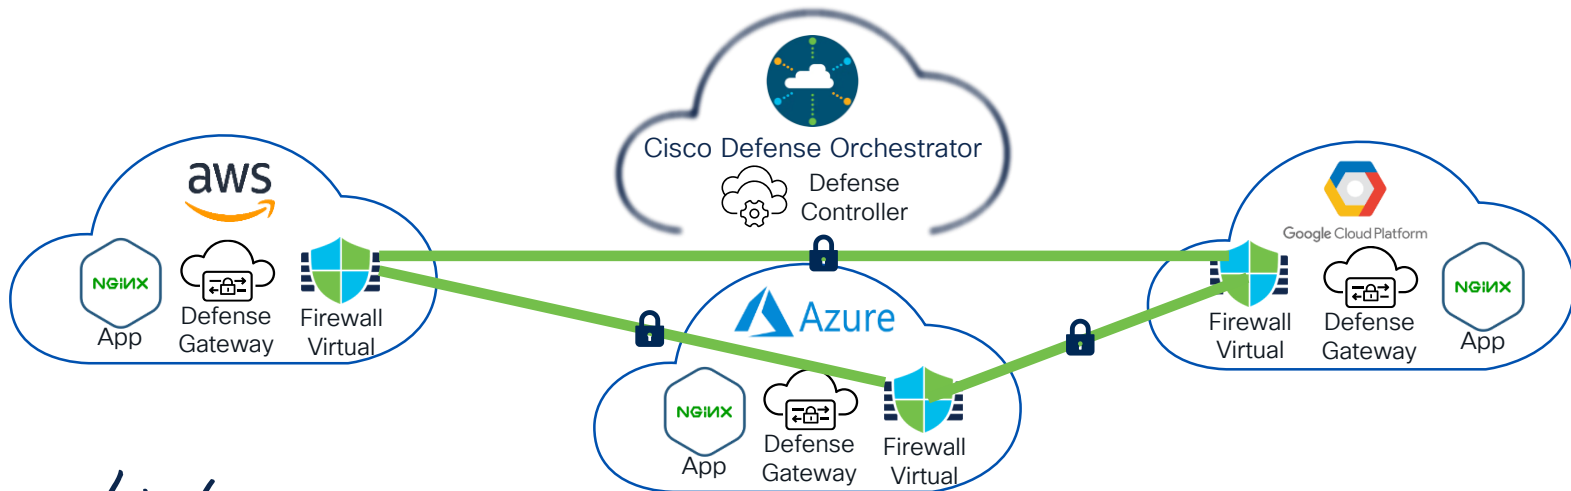 Cisco Defense Orchestrator
Defense
Controller
aws
NGINX
App
Defense
Gateway
Firewall
Virtual
Azure
NGINX
App
Defense
Gateway
Firewall
Virtual
Google Cloud Platform
Firewall
Virtual
Defense
Gateway
NGINX
App